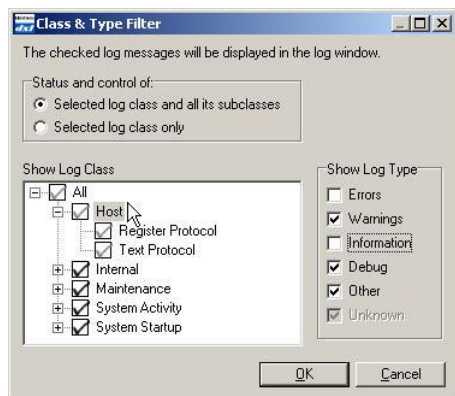 Class & Type Filter
The checked log messages will be displayed in the log window.
Status and control of:
Selected log class and all its subclasses
Selected log class only
Show Log Class
All
Host
Register Protocol
Text Protocol
Internal
Maintenance
System Activity
System Startup
Show Log Type
Errors
Warnings
Information
Debug
Other
Unknown
OK
Cancel